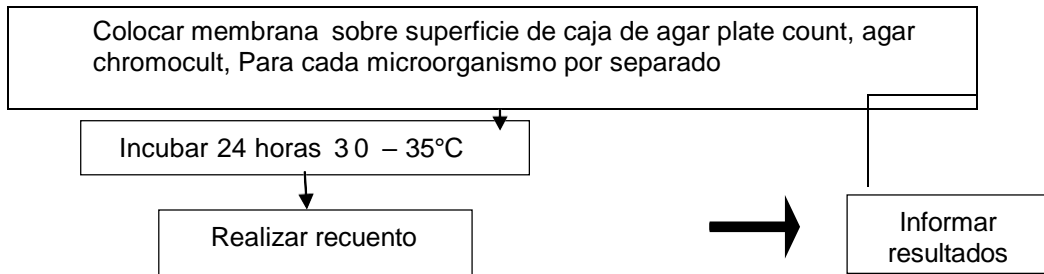 Colocar membrana sobre superficie de caja de agar plate count, agar
chromocult, Para cada microorganismo por separado
Incubar 24 horas 3 0 – 35°C
Realizar recuento
Informar
resultados